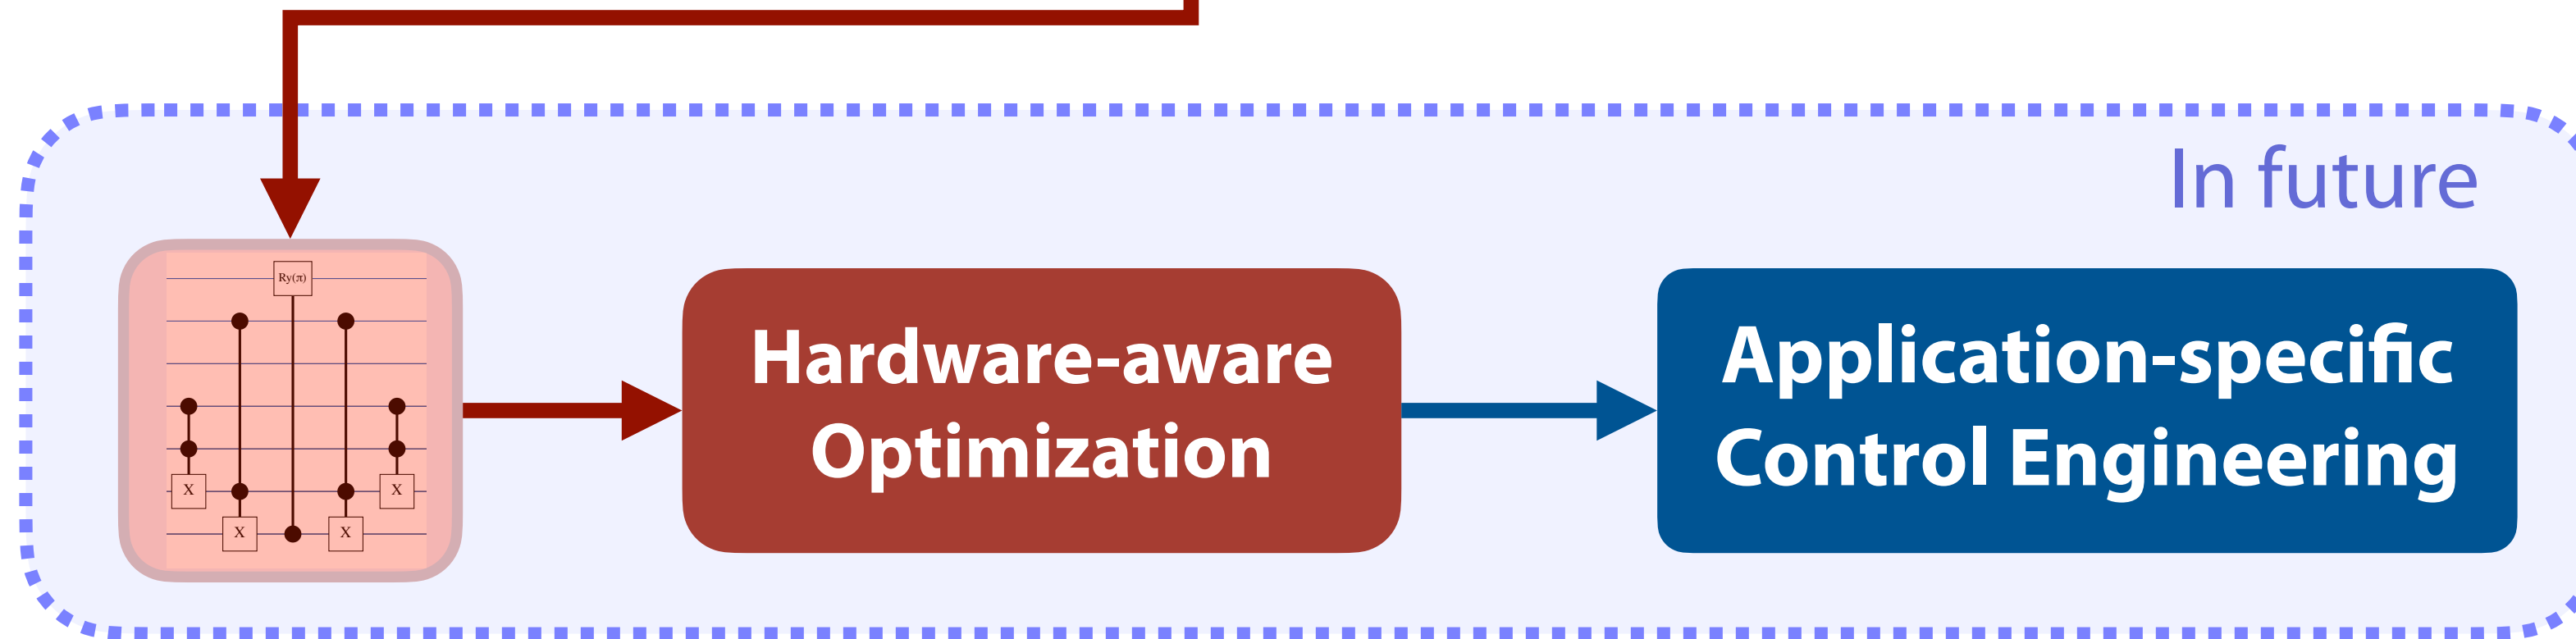 In future
Ry(π)
X
X
X
X
Hardware-aware
Optimization
Application-specific
Control Engineering